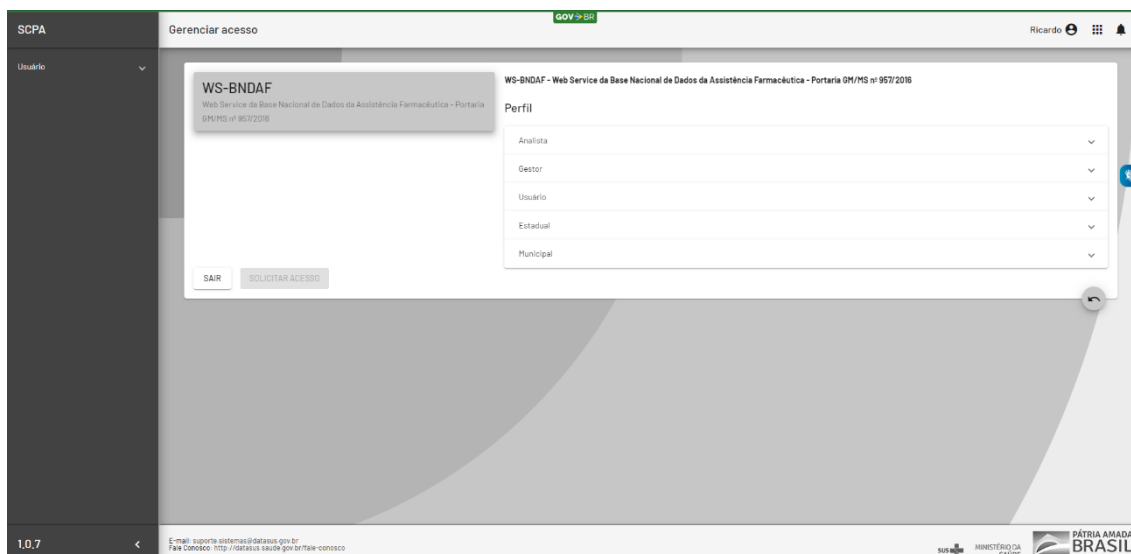 GOV BR
SCPA
Gerenciar acesso
Ricardo
Usuário
WS-BNDAF
Web Service da Base Nacional de Dados da Assistência Farmacêutica - Portaria
GM/MS nº 957/2016
WS-BNDAF - Web Service da Base Nacional de Dados da Assistência Farmacêutica - Portaria GM/MS nº 957/2016
Perfil
Analista
Gestor
Usuário
Estadual
Municipal
SAIR
SOLICITAR ACESSO
1.0.7
E-mail: suporte.sistemas@datasus.gov.br
Fale Conosco: http://datasus.saude.gov.br/fale-conosco
SUS
MINISTÉRIO DA
SAÚDE
PÁTRIA AMADA
BRASIL